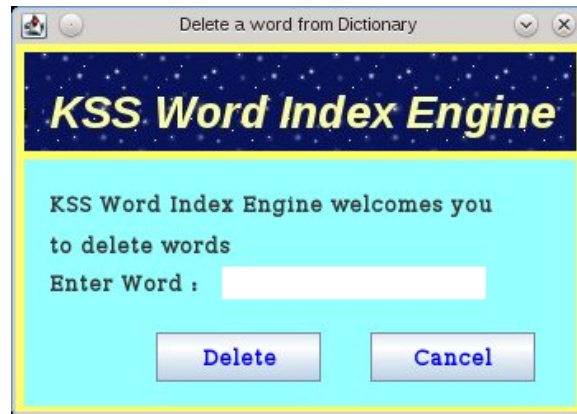 Delete a word from Dictionary
KSS Word Index Engine
KSS Word Index Engine welcomes you
to delete words
Enter Word :
Delete Cancel